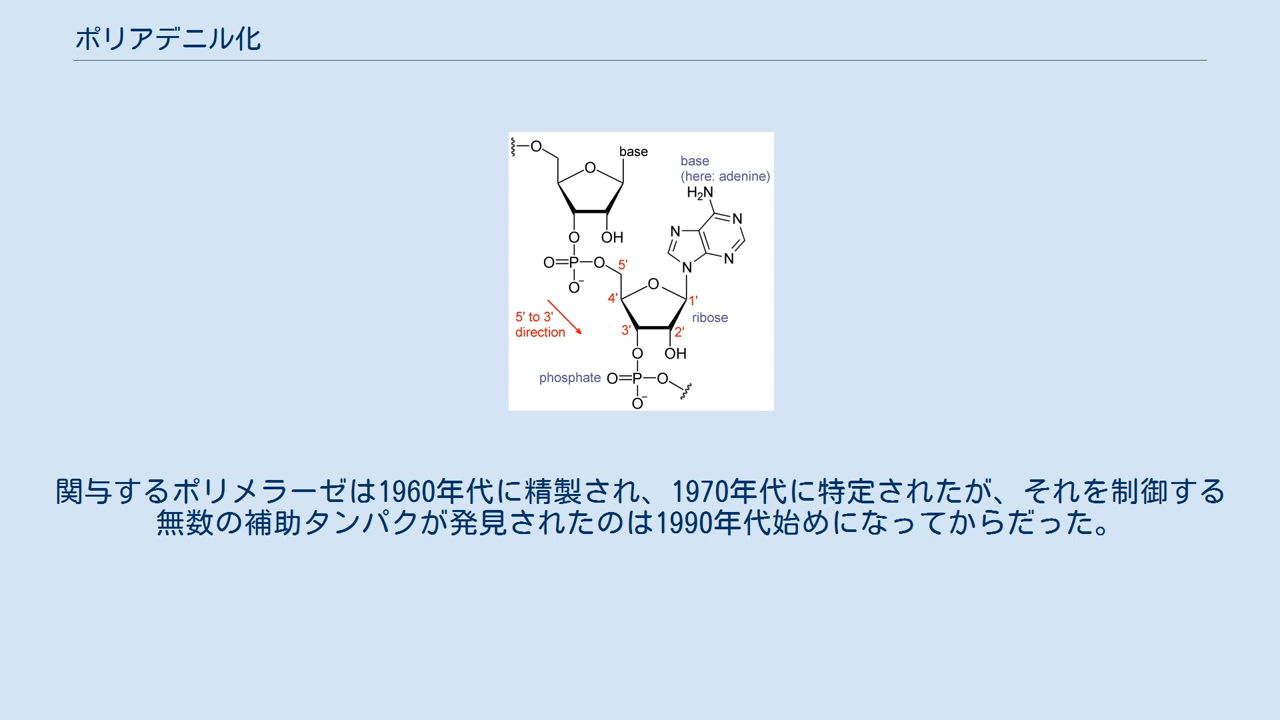 ポリアデニル化
O
base
O
base
(here: adenine)
H₂N
N
N
O
OH
N
N
O=P—O
5'
O⁻
O
4'
1'
5' to 3'
direction
ribose
3'
2'
O
OH
phosphate
O=P—O
O⁻
関与するポリメラーゼは1960年代に精製され、1970年代に特定されたが、それを制御する
無数の補助タンパクが発見されたのは1990年代始めになってからだった。